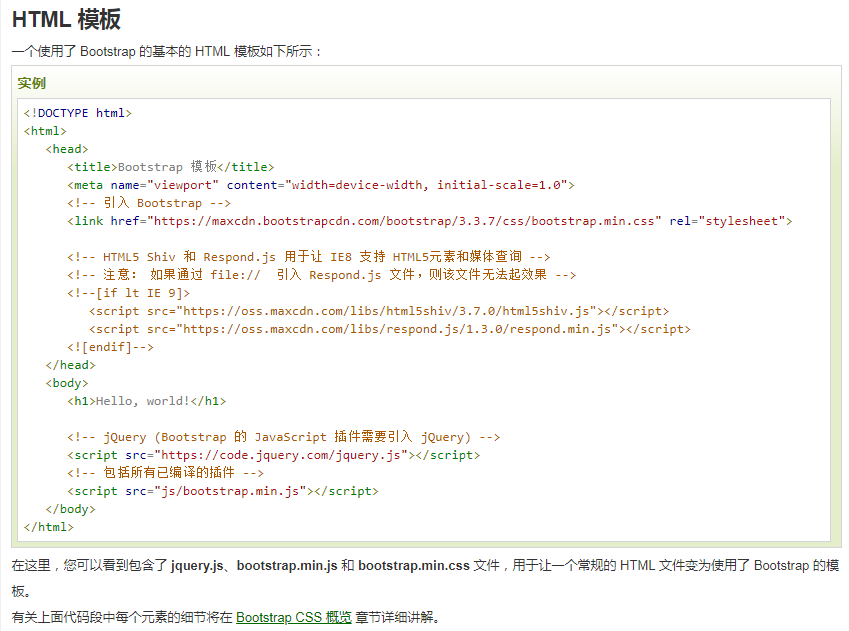 HTML 模板
一个使用了 Bootstrap 的基本的 HTML 模板如下所示：
实例
<!DOCTYPE html>
<html>
   <head>
      <title>Bootstrap 模板</title>
      <meta name="viewport" content="width=device-width, initial-scale=1.0">
      <!-- 引入 Bootstrap -->
      <link href="https://maxcdn.bootstrapcdn.com/bootstrap/3.3.7/css/bootstrap.min.css" rel="stylesheet">

      <!-- HTML5 Shiv 和 Respond.js 用于让 IE8 支持 HTML5元素和媒体查询 -->
      <!-- 注意： 如果通过 file://  引入 Respond.js 文件，则该文件无法起效果 -->
      <!--[if lt IE 9]>
         <script src="https://oss.maxcdn.com/libs/html5shiv/3.7.0/html5shiv.js"></script>
         <script src="https://oss.maxcdn.com/libs/respond.js/1.3.0/respond.min.js"></script>
      <![endif]-->
   </head>
   <body>
      <h1>Hello, world!</h1>

      <!-- jQuery (Bootstrap 的 JavaScript 插件需要引入 jQuery) -->
      <script src="https://code.jquery.com/jquery.js"></script>
      <!-- 包括所有已编译的插件 -->
      <script src="js/bootstrap.min.js"></script>
   </body>
</html>
在这里，您可以看到包含了 jquery.js、bootstrap.min.js 和 bootstrap.min.css 文件，用于让一个常规的 HTML 文件变为使用了 Bootstrap 的模
板。
有关上面代码段中每个元素的细节将在 Bootstrap CSS 概览 章节详细讲解。